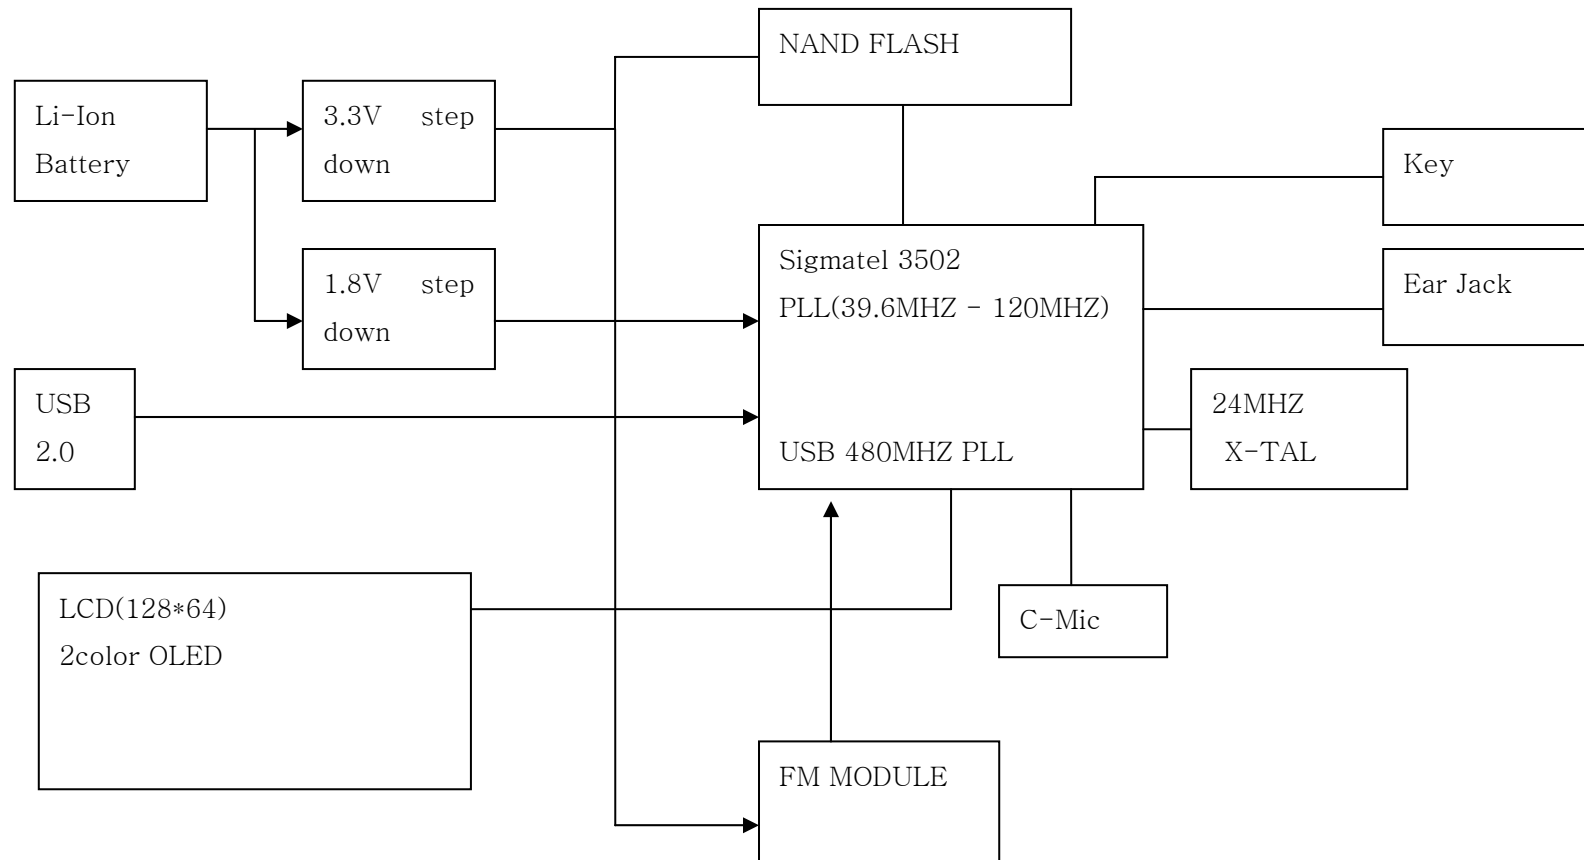 NAND FLASH
Li-Ion
Battery
3.3V step
down
Key
Sigmatel 3502
PLL(39.6MHZ - 120MHZ)
USB 480MHZ PLL
1.8V step
down
Ear Jack
USB
2.0
24MHZ
X-TAL
LCD(128*64)
2color OLED
C-Mic
FM MODULE